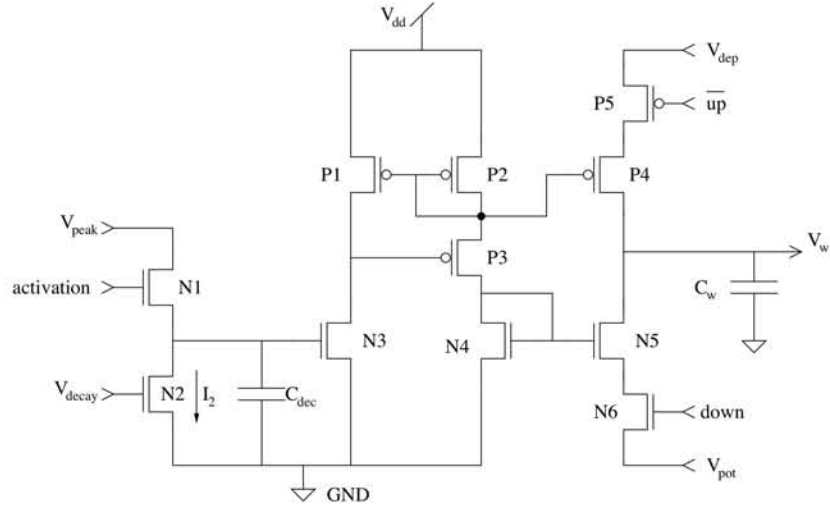 V_dd
V_dep
P5
up
P1
P2
P4
V_peak
V_w
P3
activation
N1
C_w
N3
N4
N5
V_decay
N2
I_2
C_dec
N6
down
V_pot
GND